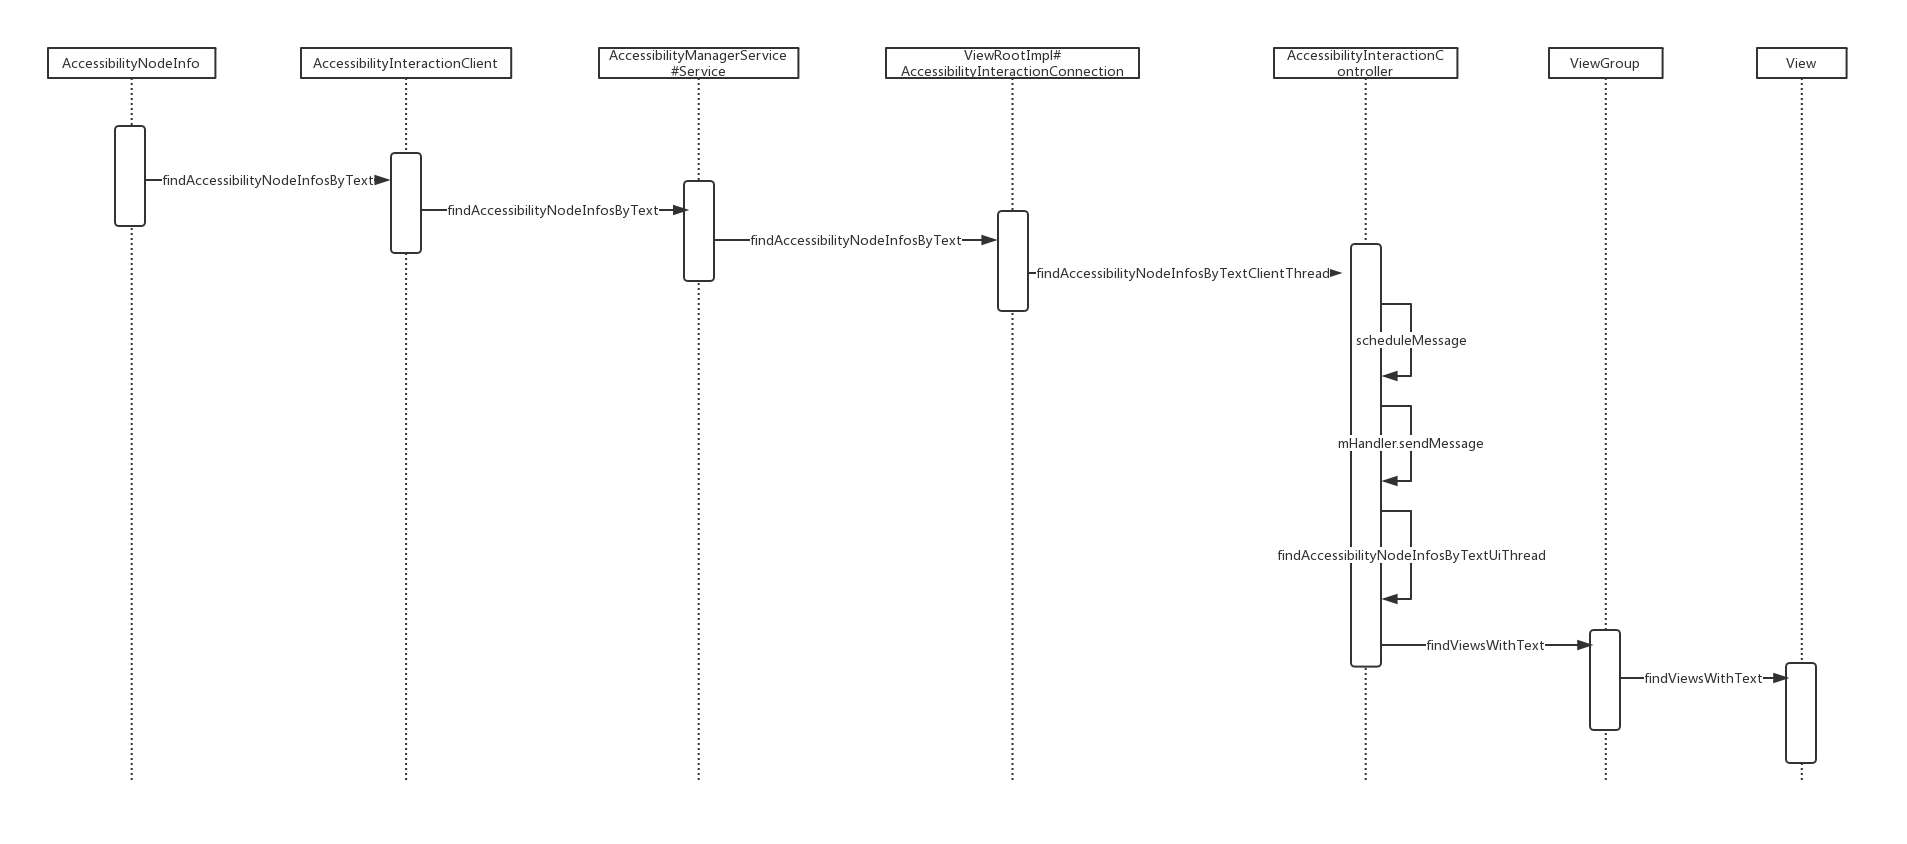 AccessibilityNodeInfo
AccessibilityInteractionClient
AccessibilityManagerService
#Service
ViewRootImpl#
AccessibilityInteractionConnection
AccessibilityInteractionC
ontroller
ViewGroup
View
findAccessibilityNodeInfosByText
findAccessibilityNodeInfosByText
findAccessibilityNodeInfosByText
findAccessibilityNodeInfosByTextClientThread
scheduleMessage
mHandler.sendMessage
findAccessibilityNodeInfosByTextUiThread
findViewsWithText
findViewsWithText